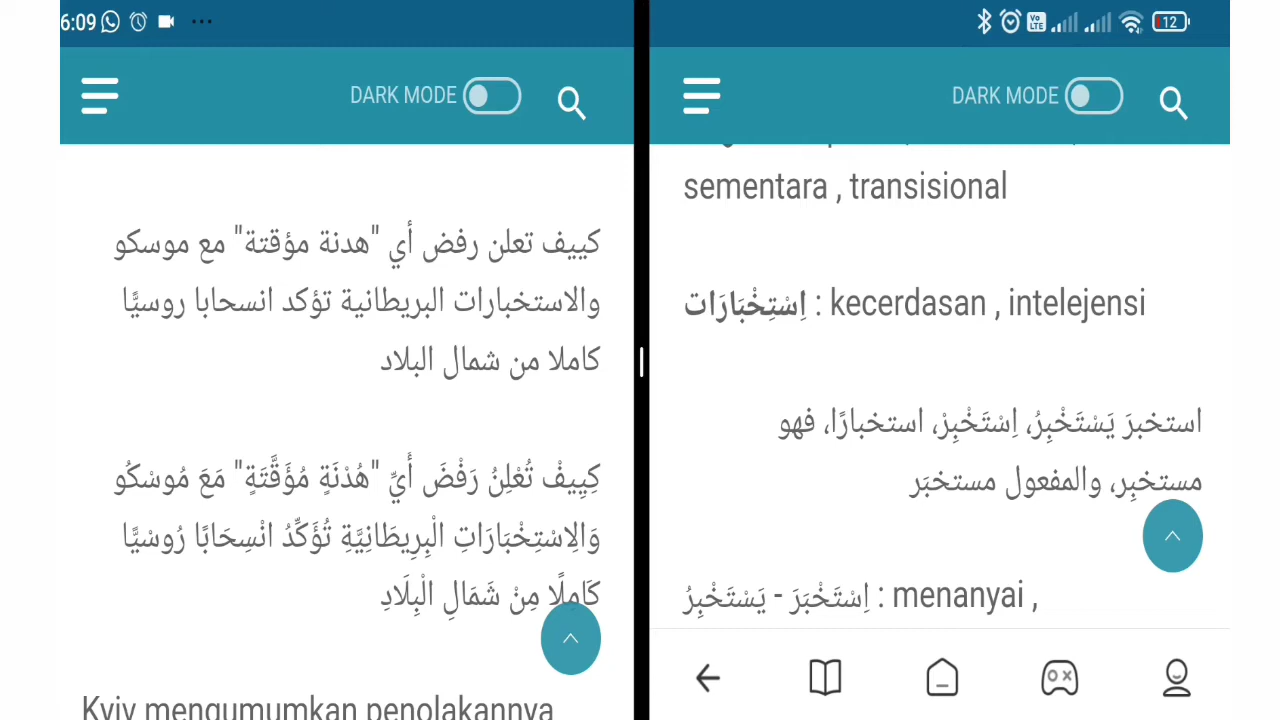 6:09
12
DARK MODE
كييف تعلن رفض أي "هدنة مؤقتة" مع موسكو
والاستخبارات البريطانية تؤكد انسحابا روسيًّا
كاملا من شمال البلاد
كِيِيفْ تُعْلِنُ رَفْضَ أَيِّ "هُدْنَةٍ مُؤَقَّتَةٍ" مَعَ مُوسْكُو
وَالِاسْتِخْبَارَاتِ الْبِرِيطَانِيَّةِ تُؤَكِّدُ انْسِحَابًا رُوسْيًّا
كَامِلًا مِنْ شَمَالِ الْبِلَادِ
Kyiv mengumumkan penolakannya
DARK MODE
sementara , transisional
اِسْتِخْبَارَات : kecerdasan , intelejensi
استخبرَ يَسْتَخْبِرُ، اِسْتَخْبِرْ، استخبارًا، فهو
مستخبِر، والمفعول مستخبَر
اِسْتَخْبَرَ - يَسْتَخْبِرُ : menanyai ,